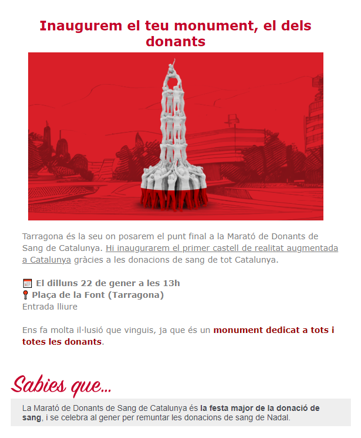 Inaugurem el teu monument, el dels
donants
Tarragona és la seu on posarem el punt final a la Marató de Donants de
Sang de Catalunya. Hi inaugurarem el primer castell de realitat augmentada
a Catalunya gràcies a les donacions de sang de tot Catalunya.
El dilluns 22 de gener a les 13h
Plaça de la Font (Tarragona)
Entrada lliure
Ens fa molta il·lusió que vinguis, ja que és un monument dedicat a tots i
totes les donants.
Sabies que...
La Marató de Donants de Sang de Catalunya és la festa major de la donació de
sang, i se celebra al gener per remuntar les donacions de sang de Nadal.